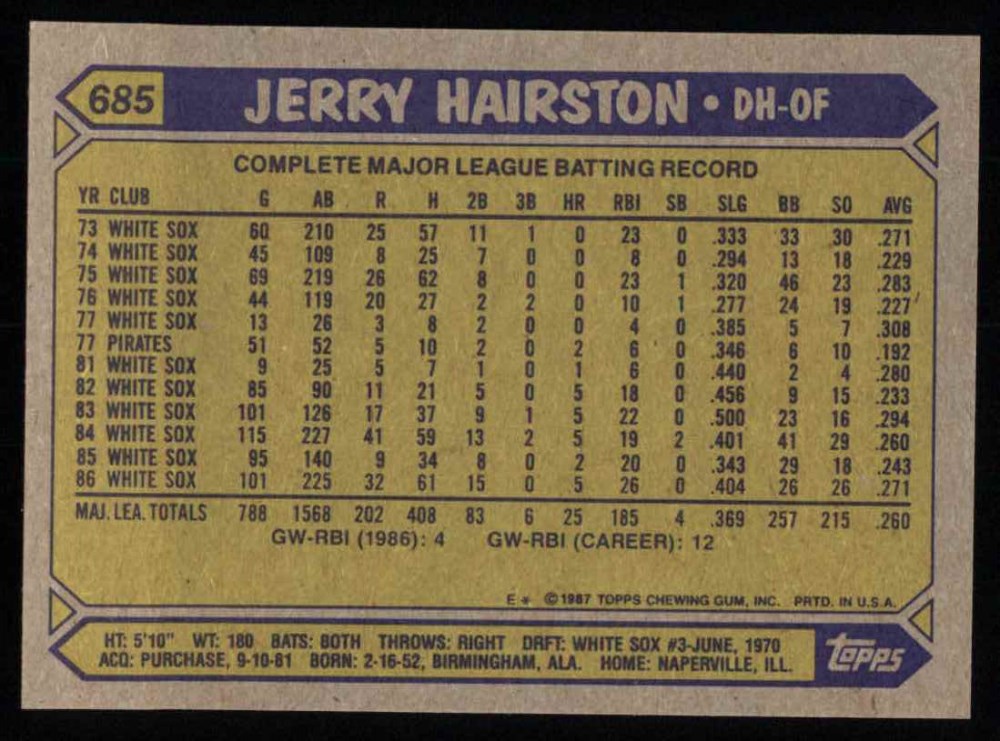 685 JERRY HAIRSTON • DH-OF
COMPLETE MAJOR LEAGUE BATTING RECORD
YR CLUB G AB R H 2B 3B HR RBI SB SLG BB SO AVG
73 WHITE SOX 60 210 25 57 11 1 0 23 0 .333 33 30 .271
74 WHITE SOX 45 109 8 25 7 0 0 8 0 .294 13 18 .229
75 WHITE SOX 69 219 26 62 8 0 0 23 1 .320 46 23 .283
76 WHITE SOX 44 119 20 27 2 2 0 10 1 .277 24 19 .227
77 WHITE SOX 13 26 3 8 2 0 0 4 0 .385 5 7 .308
77 PIRATES 51 52 5 10 2 0 2 6 0 .346 6 10 .192
81 WHITE SOX 9 25 5 7 1 0 1 6 0 .440 2 4 .280
82 WHITE SOX 85 90 11 21 5 0 5 18 0 .456 9 15 .233
83 WHITE SOX 101 126 17 37 9 1 5 22 0 .500 23 16 .294
84 WHITE SOX 115 227 41 59 13 2 5 19 2 .401 41 29 .260
85 WHITE SOX 95 140 9 34 8 0 2 20 0 .343 29 18 .243
86 WHITE SOX 101 225 32 61 15 0 5 26 0 .404 26 26 .271
MAJ. LEA. TOTALS 788 1568 202 408 83 6 25 185 4 .369 257 215 .260
GW-RBI (1986): 4 GW-RBI (CAREER): 12
E * ©1987 TOPPS CHEWING GUM, INC. PRTD. IN U.S.A.
HT: 5'10" WT: 180 BATS: BOTH THROWS: RIGHT DRFT: WHITE SOX #3-JUNE, 1970
ACQ: PURCHASE, 9-10-81 BORN: 2-16-52, BIRMINGHAM, ALA. HOME: NAPERVILLE, ILL.
topps